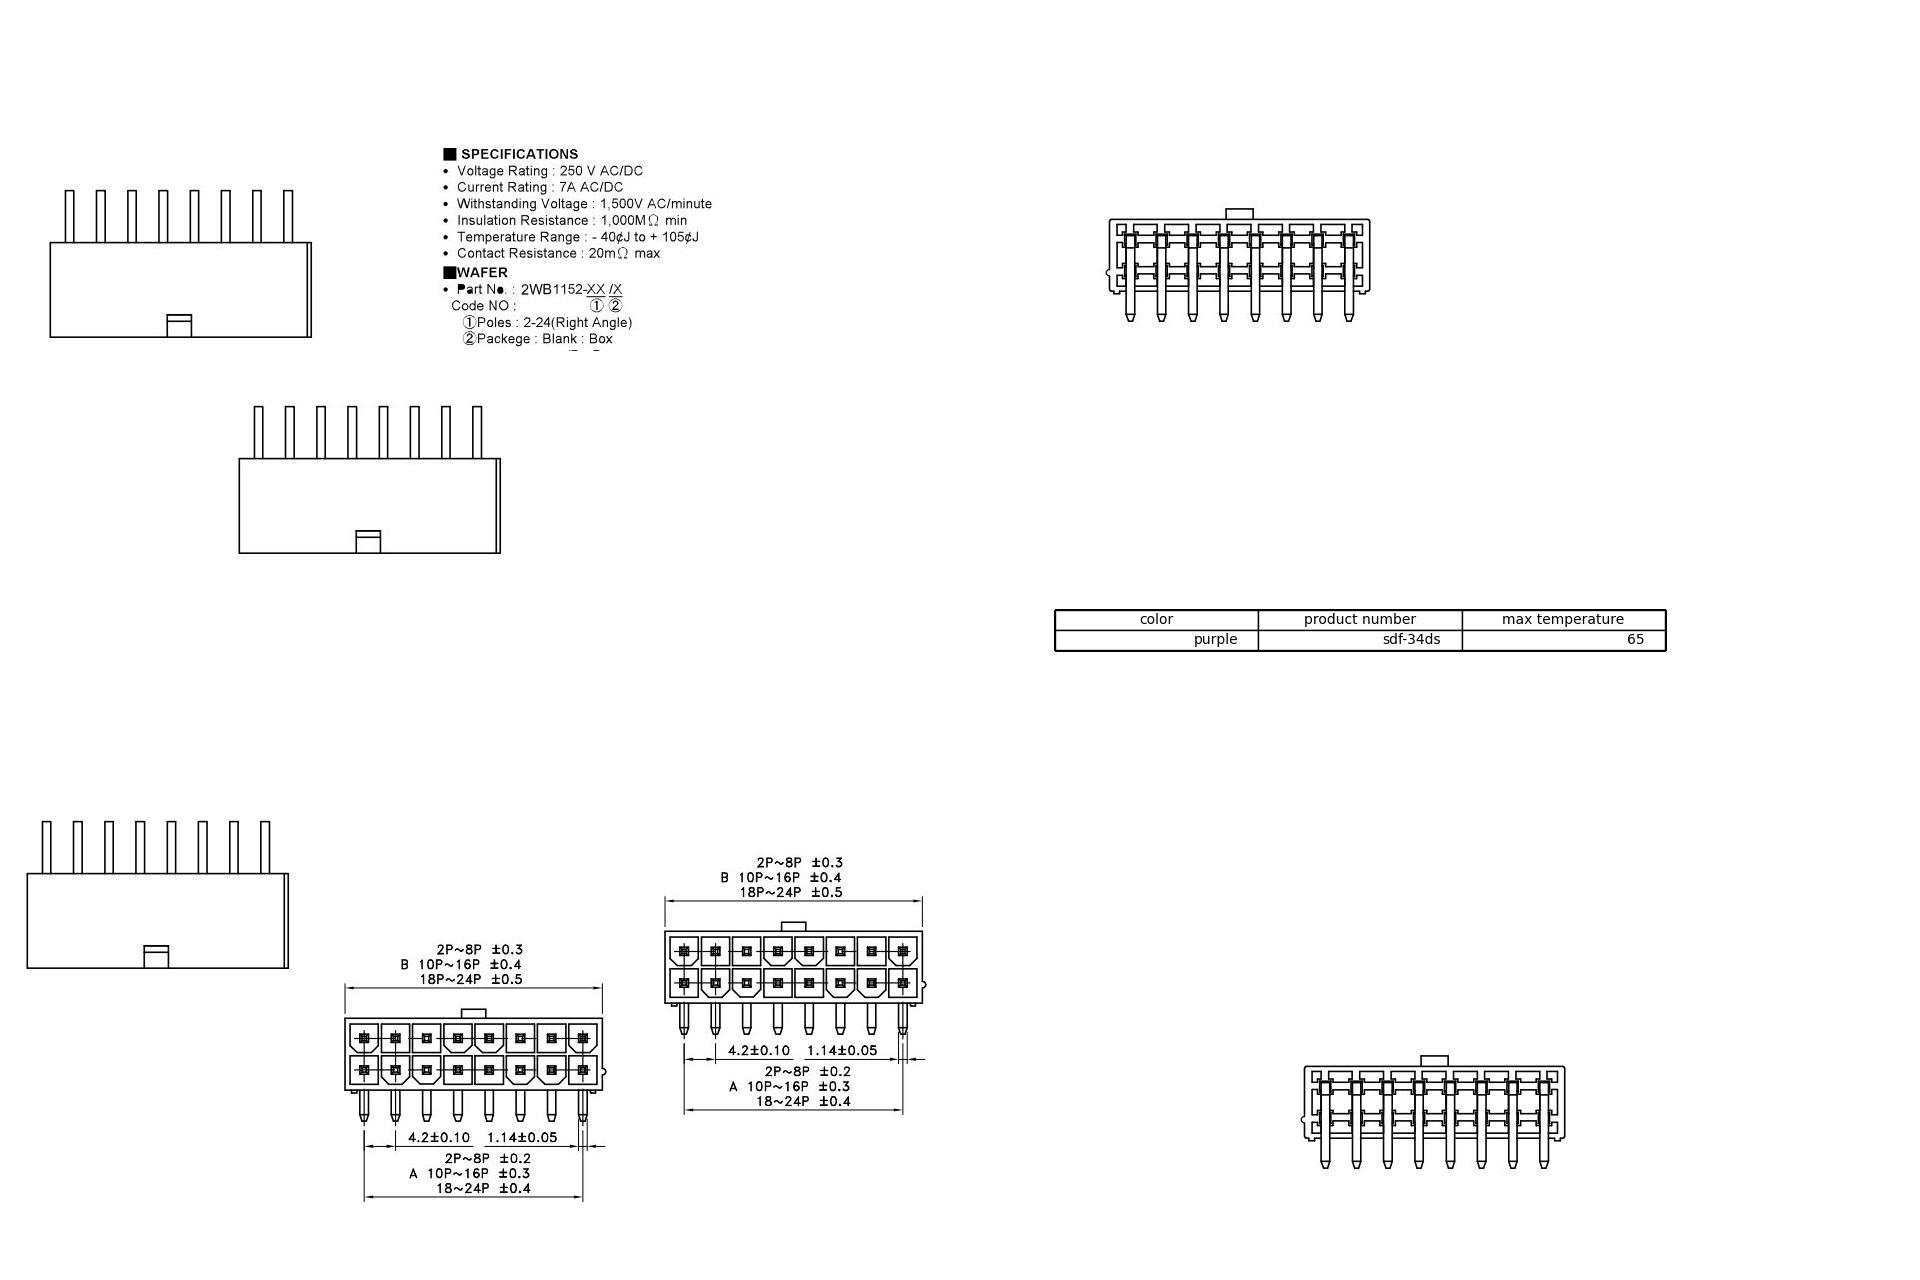 ■ SPECIFICATIONS
• Voltage Rating : 250 V AC/DC
• Current Rating : 7A AC/DC
• Withstanding Voltage : 1,500V AC/minute
• Insulation Resistance : 1,000MΩ min
• Temperature Range : - 40¢J to + 105¢J
• Contact Resistance : 20mΩ max
■WAFER
• Part No. : 2WB1152-XX /X
Code NO : ① ②
①Poles : 2-24(Right Angle)
②Packege : Blank : Box
color product number max temperature
purple sdf-34ds 65
2P~8P ±0.3
B 10P~16P ±0.4
18P~24P ±0.5
4.2±0.10 1.14±0.05
2P~8P ±0.2
A 10P~16P ±0.3
18~24P ±0.4
2P~8P ±0.3
B 10P~16P ±0.4
18P~24P ±0.5
4.2±0.10 1.14±0.05
2P~8P ±0.2
A 10P~16P ±0.3
18~24P ±0.4